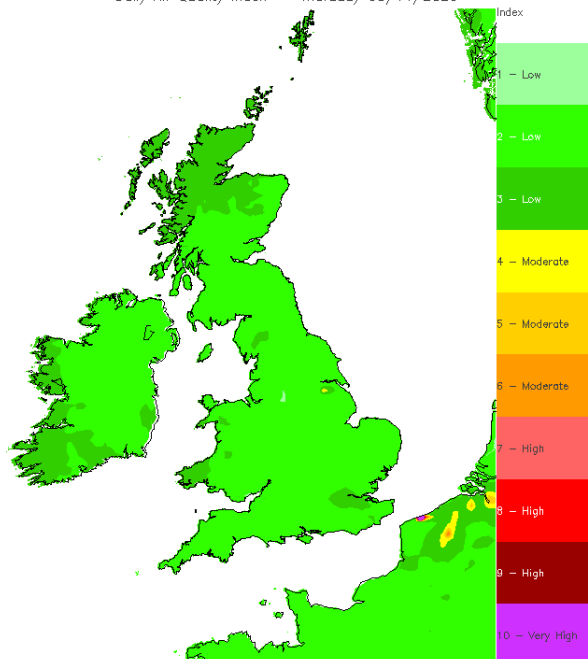 Index
1 - Low
2 - Low
3 - Low
4 - Moderate
5 - Moderate
6 - Moderate
7 - High
8 - High
9 - High
10 - Very High